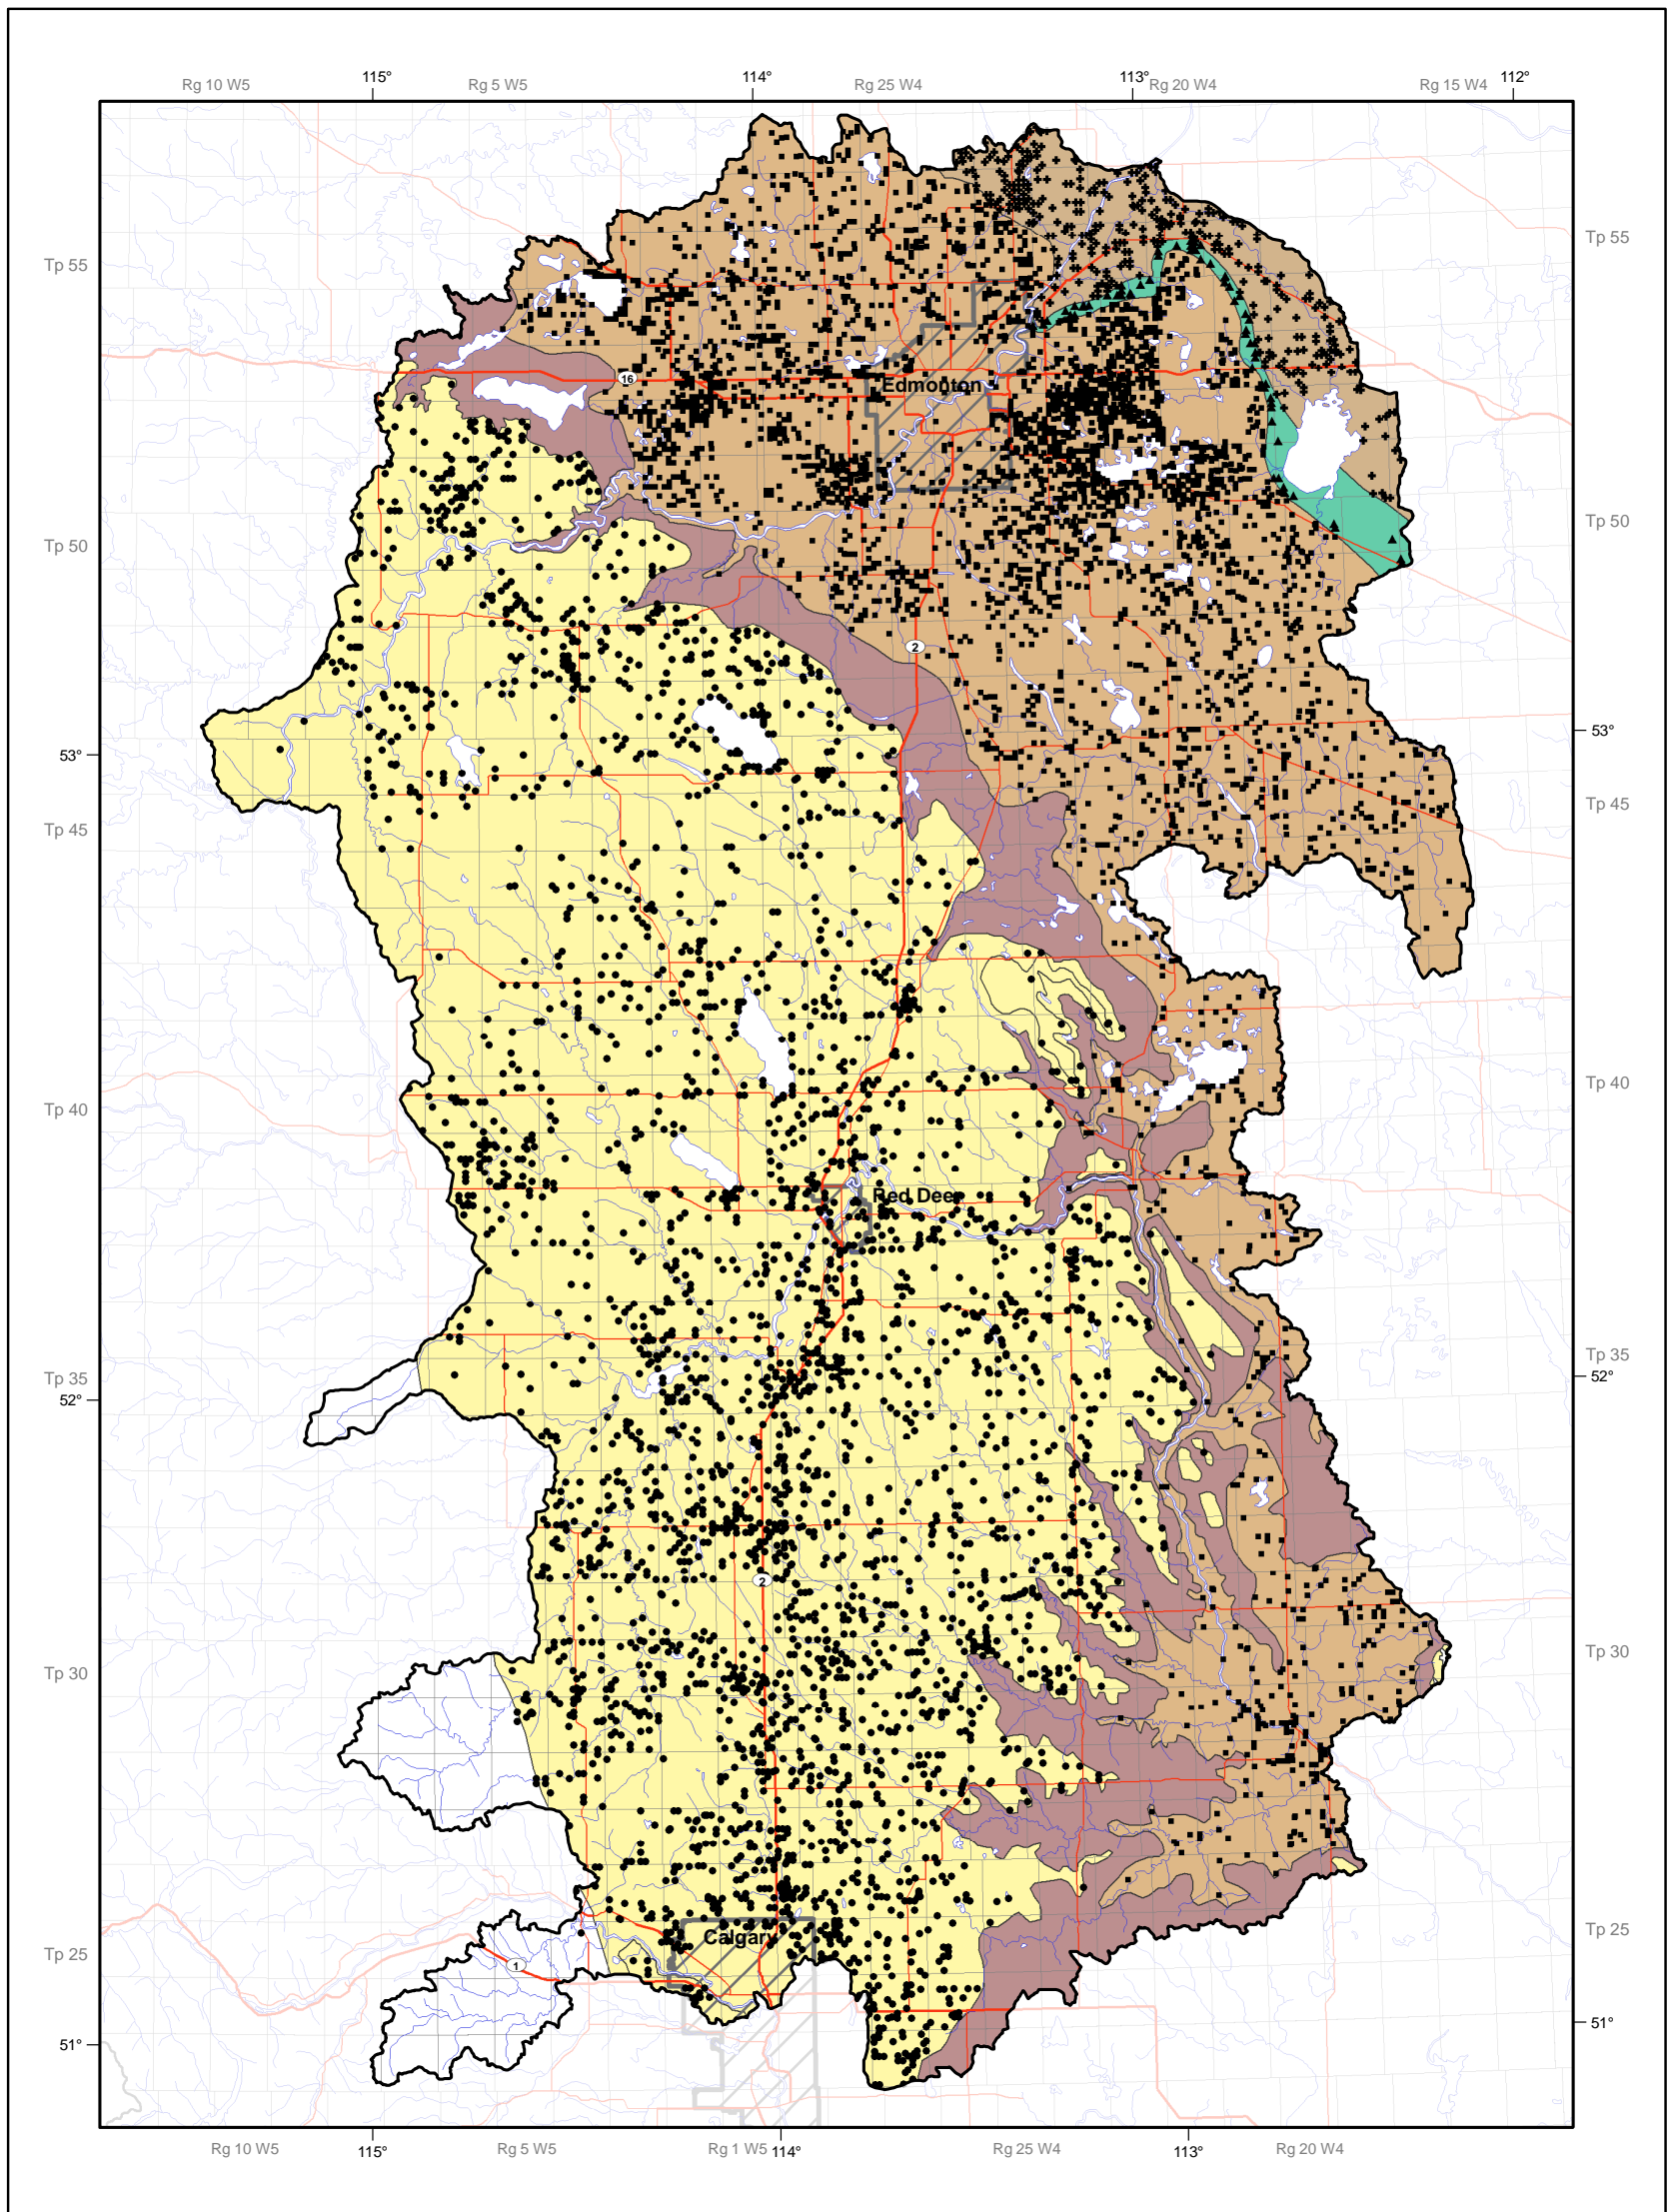 115° 114° 113° 112°
Rg 10 W5 Rg 5 W5 Rg 25 W4 Rg 20 W4 Rg 15 W4
Tp 55 Tp 55
16
Edmonton
Tp 50 Tp 50
2
53° 53°
Tp 45 Tp 45
Tp 40 Tp 40
Red Deer
Tp 35 Tp 35
52° 52°
2
Tp 30 Tp 30
Calgary
Tp 25 Tp 25
1
51° 51°
Rg 10 W5 Rg 5 W5 Rg 1 W5 Rg 25 W4 Rg 20 W4
115° 114° 113°